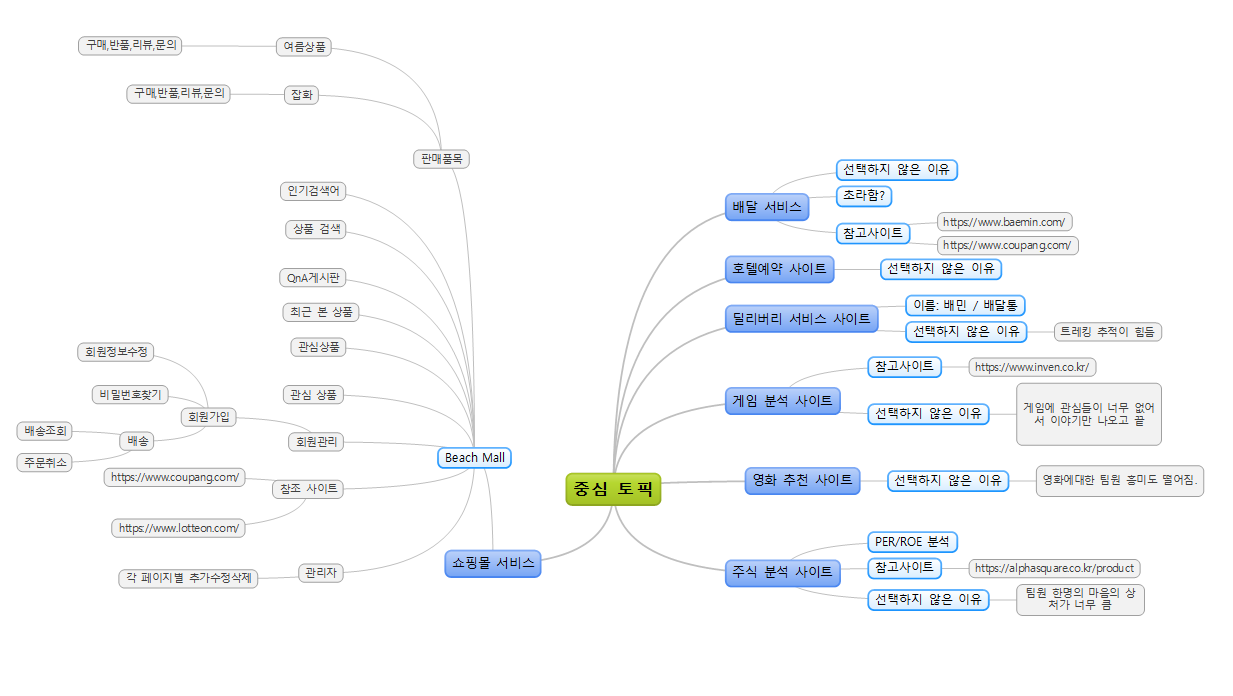 중심 토픽
배달 서비스
선택하지 않은 이유
초라함?
참고사이트
https://www.baemin.com/
https://www.coupang.com/
호텔예약 사이트
선택하지 않은 이유
딜리버리 서비스 사이트
이름: 배민 / 배달통
선택하지 않은 이유
트레킹 추적이 힘듬
게임 분석 사이트
참고사이트
https://www.inven.co.kr/
선택하지 않은 이유
게임에 관심들이 너무 없어
서 이야기만 나오고 끝
영화 추천 사이트
선택하지 않은 이유
영화에대한 팀원 흥미도 떨어짐.
주식 분석 사이트
PER/ROE 분석
참고사이트
https://alphasquare.co.kr/product
선택하지 않은 이유
팀원 한명의 마음의 상
처가 너무 큼
쇼핑몰 서비스
Beach Mall
판매품목
여름상품
구매,반품,리뷰,문의
잡화
구매,반품,리뷰,문의
인기검색어
상품 검색
QnA게시판
최근 본 상품
관심상품
관심 상품
회원관리
회원가입
회원정보수정
비밀번호찾기
배송
배송조회
주문취소
참조 사이트
https://www.coupang.com/
https://www.lotteon.com/
관리자
각 페이지별 추가수정삭제